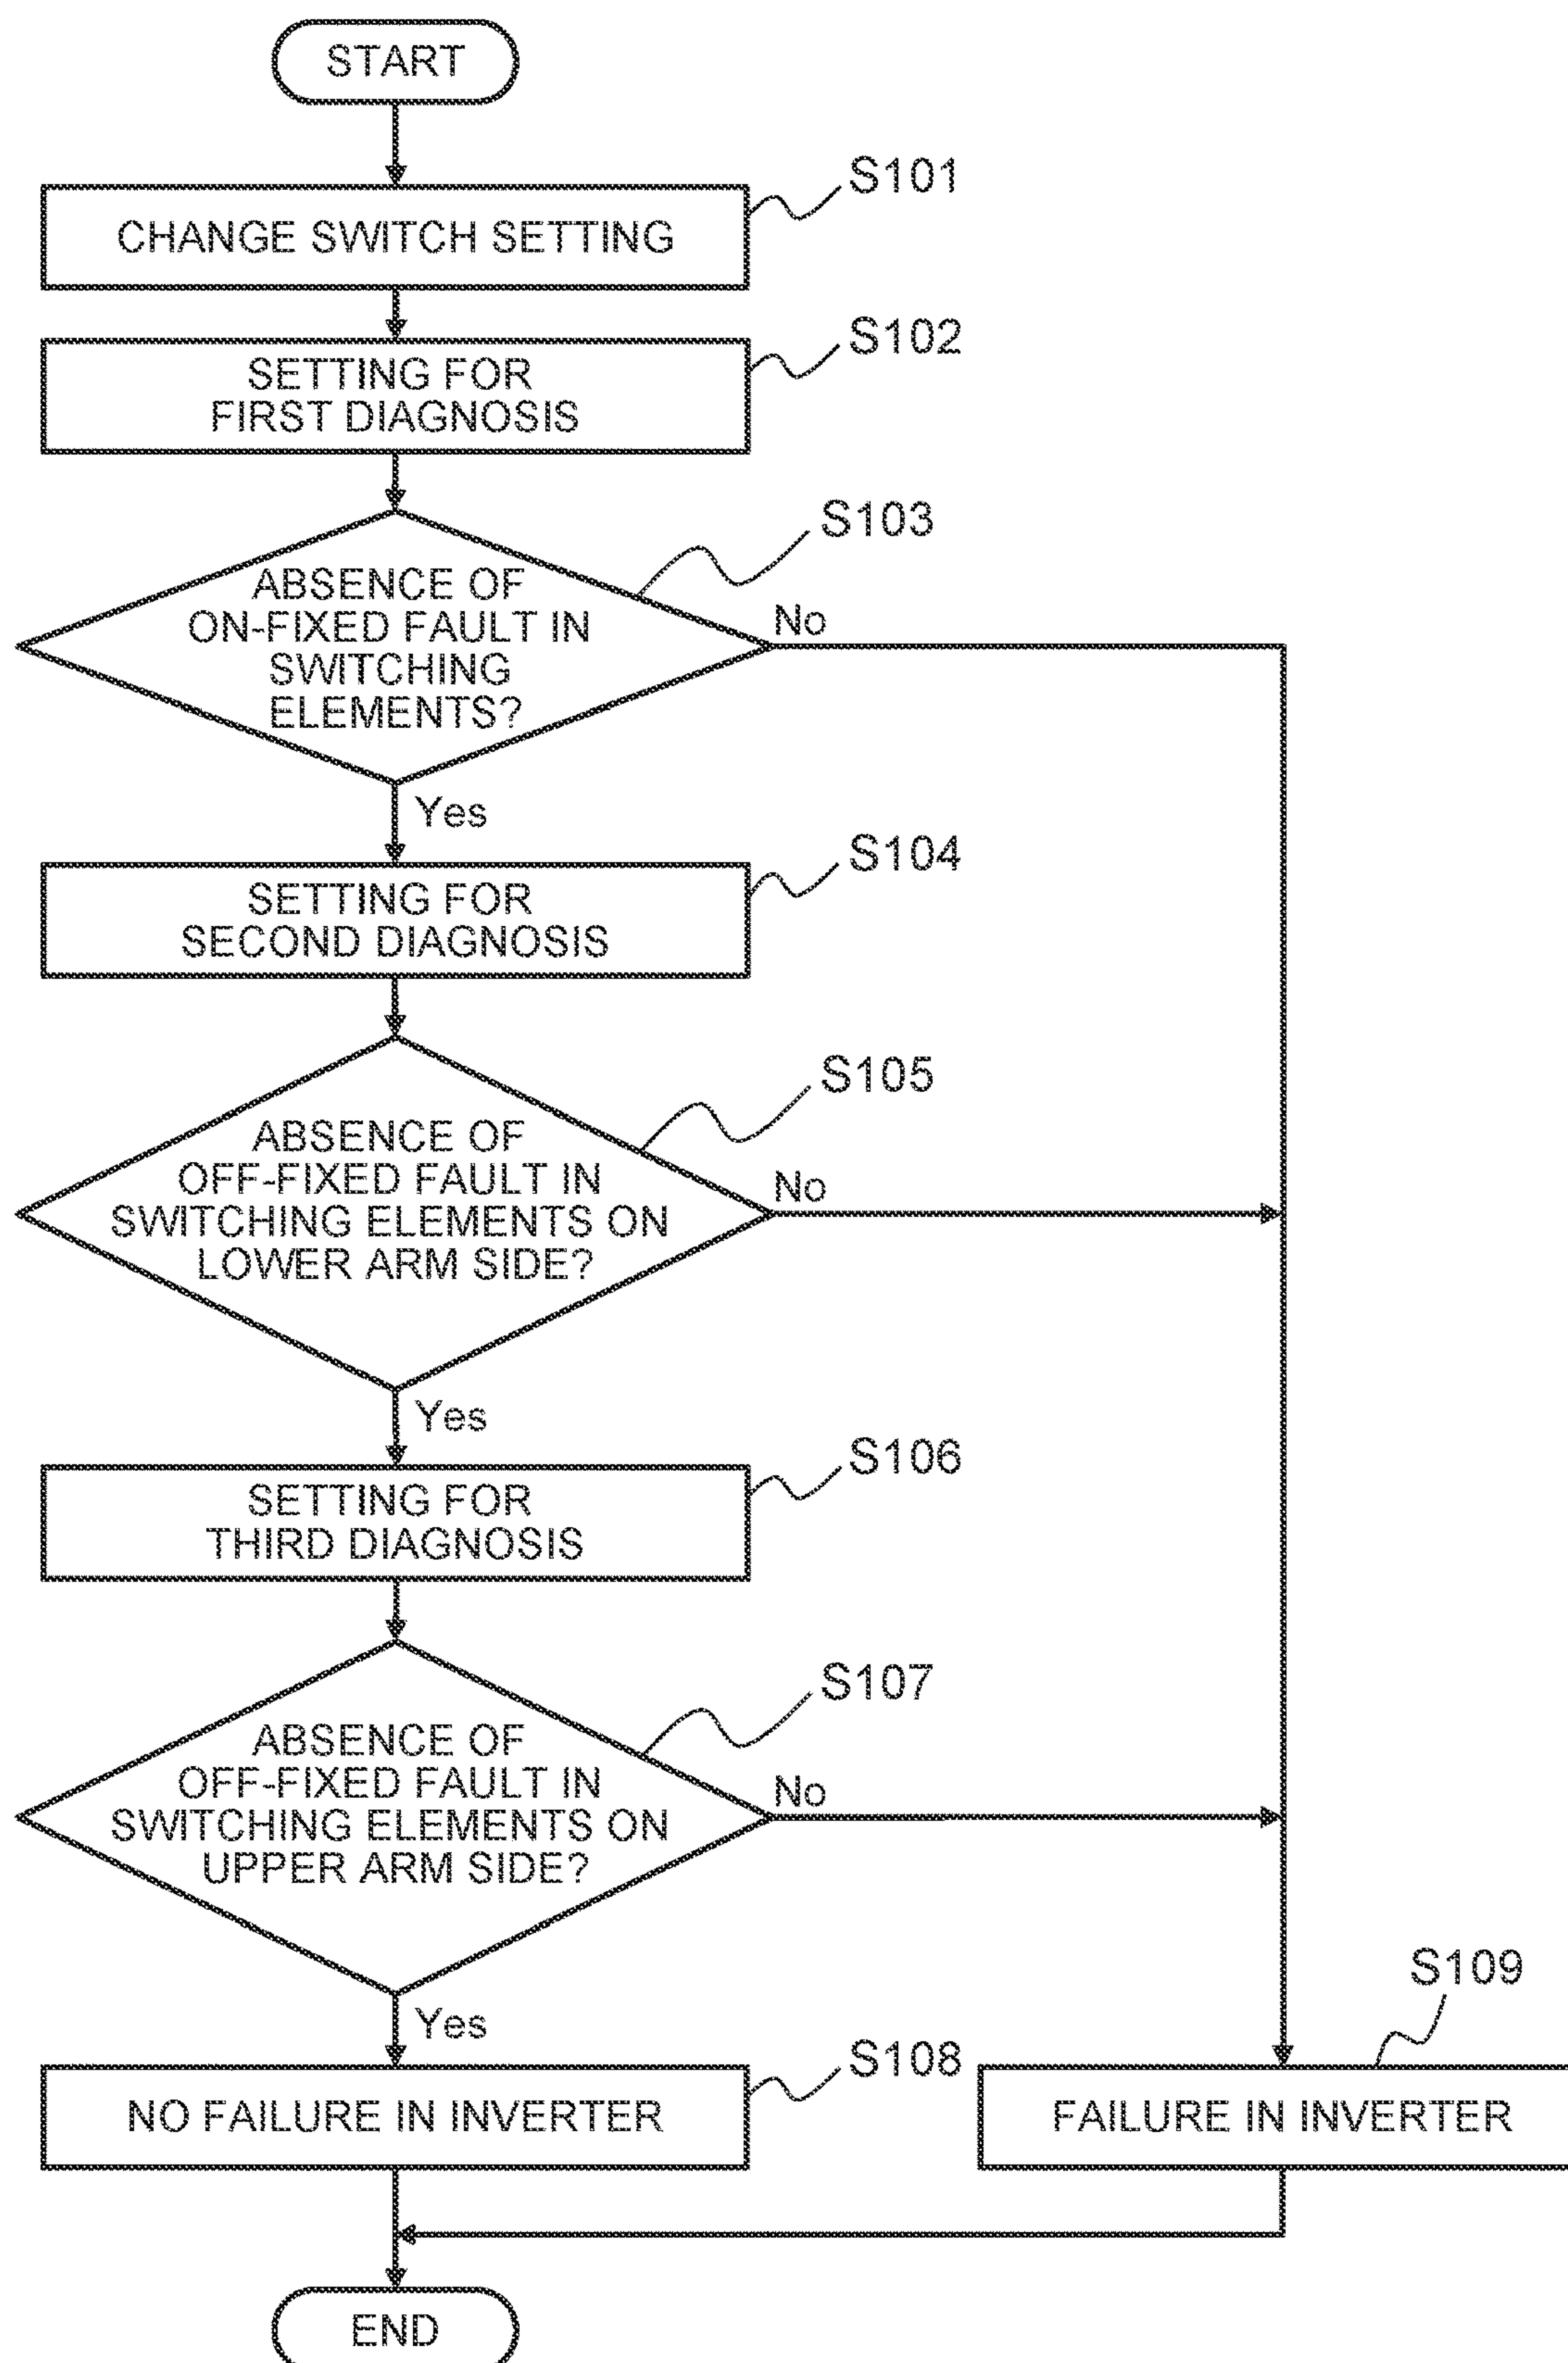 START
S101
CHANGE SWITCH SETTING
S102
SETTING FOR
FIRST DIAGNOSIS
S103
ABSENCE OF
ON-FIXED FAULT IN
SWITCHING
ELEMENTS?
No
Yes
S104
SETTING FOR
SECOND DIAGNOSIS
S105
ABSENCE OF
OFF-FIXED FAULT IN
SWITCHING ELEMENTS ON
LOWER ARM SIDE?
No
Yes
S106
SETTING FOR
THIRD DIAGNOSIS
S107
ABSENCE OF
OFF-FIXED FAULT IN
SWITCHING ELEMENTS ON
UPPER ARM SIDE?
No
Yes
S108
NO FAILURE IN INVERTER
S109
FAILURE IN INVERTER
END